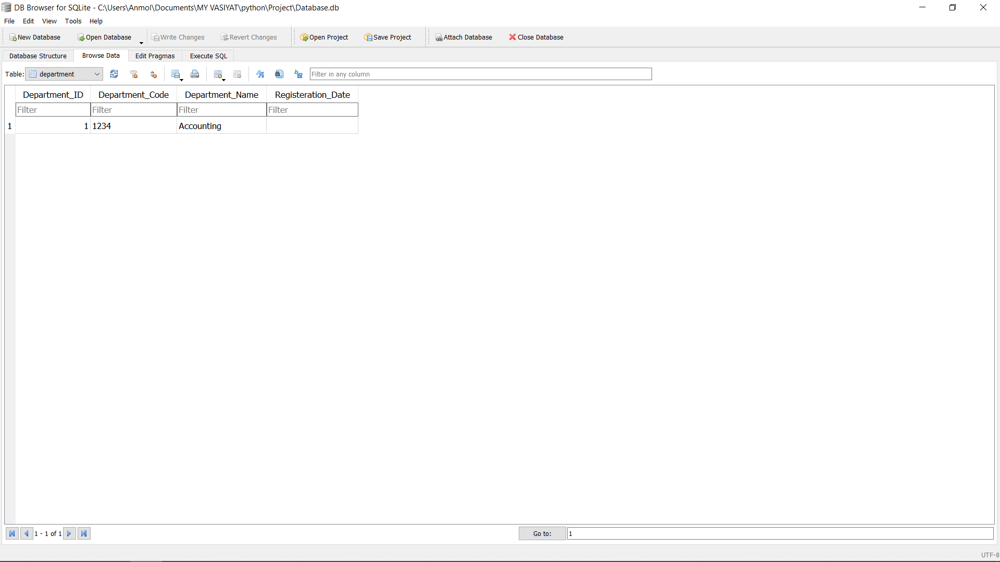 DB Browser for SQLite - C:\Users\Anmol\Documents\MY VASIYAT\python\Project\Database.db
File Edit View Tools Help
New Database Open Database Write Changes Revert Changes Open Project Save Project Attach Database Close Database
Database Structure Browse Data Edit Pragmas Execute SQL
Table: department Filter in any column
Department_ID Department_Code Department_Name Registeration_Date
Filter Filter Filter Filter
1 1 1234 Accounting
1 - 1 of 1 Go to: 1
UTF-8